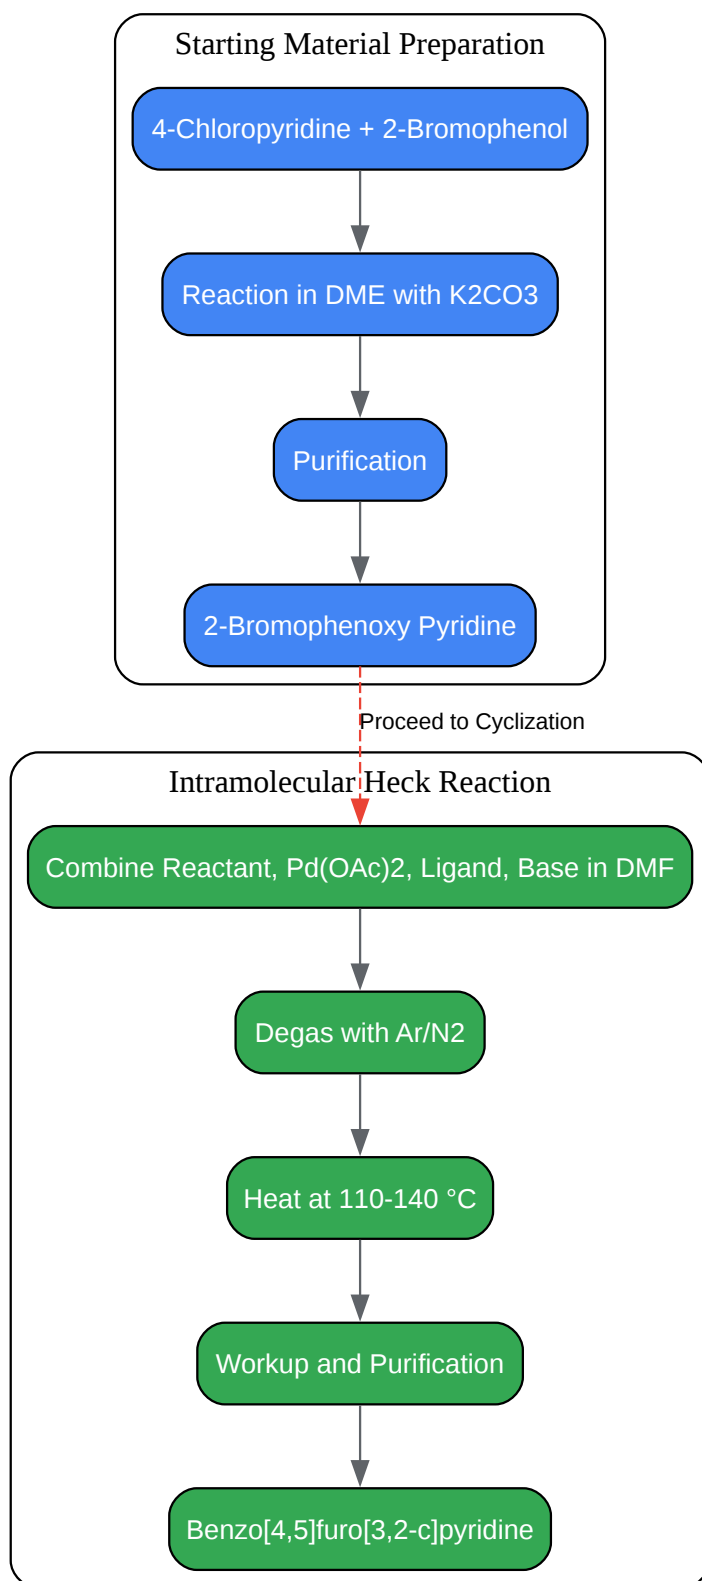 Starting Material Preparation
4-Chloropyridine + 2-Bromophenol
Reaction in DME with K2CO3
Purification
2-Bromophenoxy Pyridine
Proceed to Cyclization
Intramolecular Heck Reaction
Combine Reactant, Pd(OAc)2, Ligand, Base in DMF
Degas with Ar/N2
Heat at 110-140 °C
Workup and Purification
Benzo[4,5]furo[3,2-c]pyridine